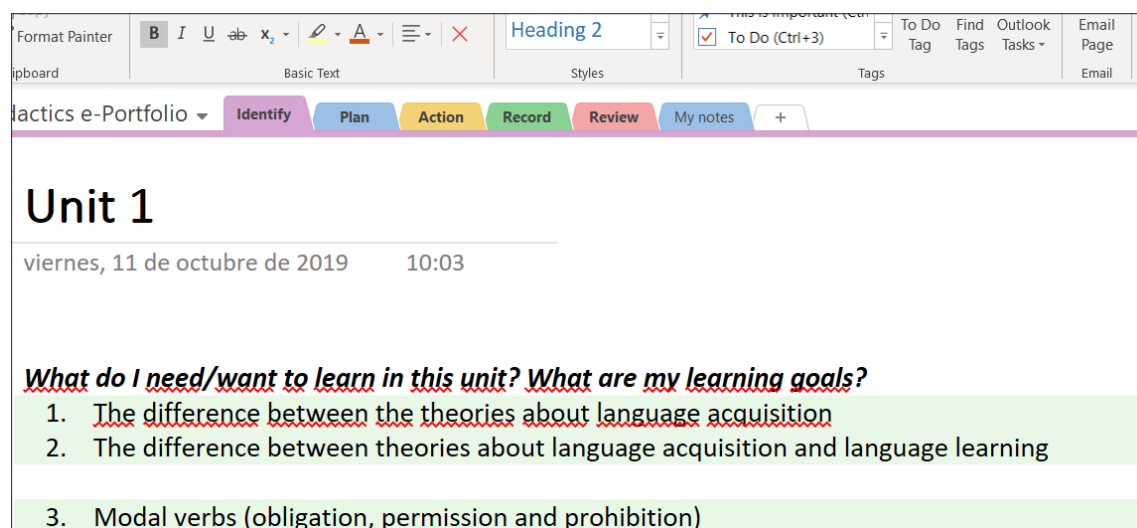 Format Painter
B I U ab x₂ A
Heading 2
To Do (Ctrl+3)
To Do Tag
Find Tags
Outlook Tasks
Email Page
Basic Text
Styles
Tags
Email
e-Portfolio
Identify
Plan
Action
Record
Review
My notes
+
Unit 1
viernes, 11 de octubre de 2019 10:03
What do I need/want to learn in this unit? What are my learning goals?
1. The difference between the theories about language acquisition
2. The difference between theories about language acquisition and language learning
3. Modal verbs (obligation, permission and prohibition)